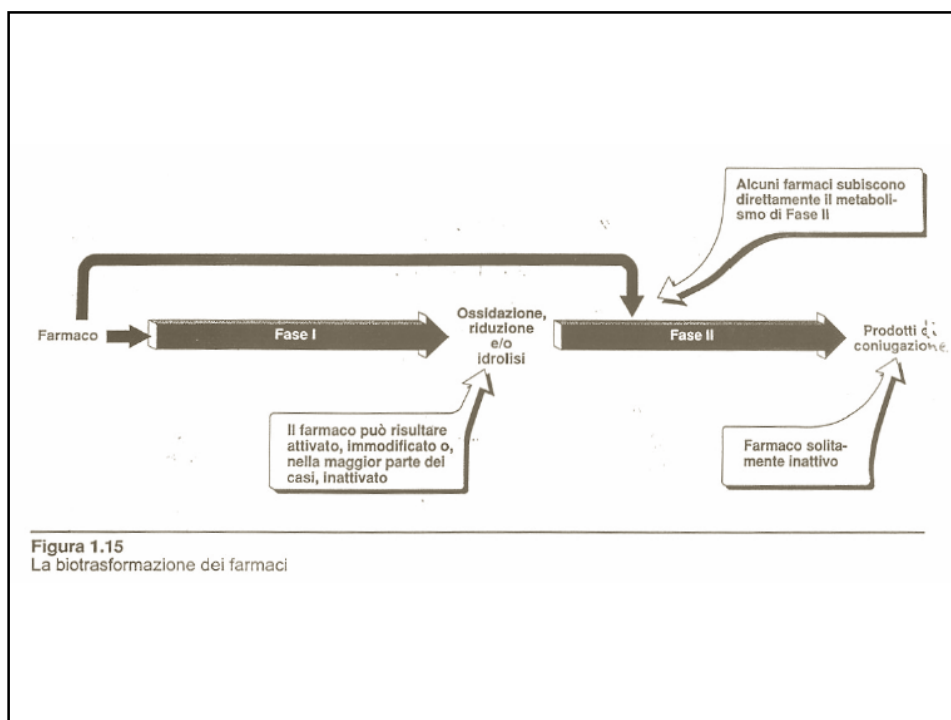 Alcuni farmaci subiscono
direttamente il metaboli-
smo di Fase II
Farmaco
Fase I
Ossidazione,
riduzione
e/o
idrolisi
Fase II
Prodotti di
coniugazione
Il farmaco può risultare
attivato, immodificato o,
nella maggior parte dei
casi, inattivato
Farmaco solita-
mente inattivo
Figura 1.15
La biotrasformazione dei farmaci